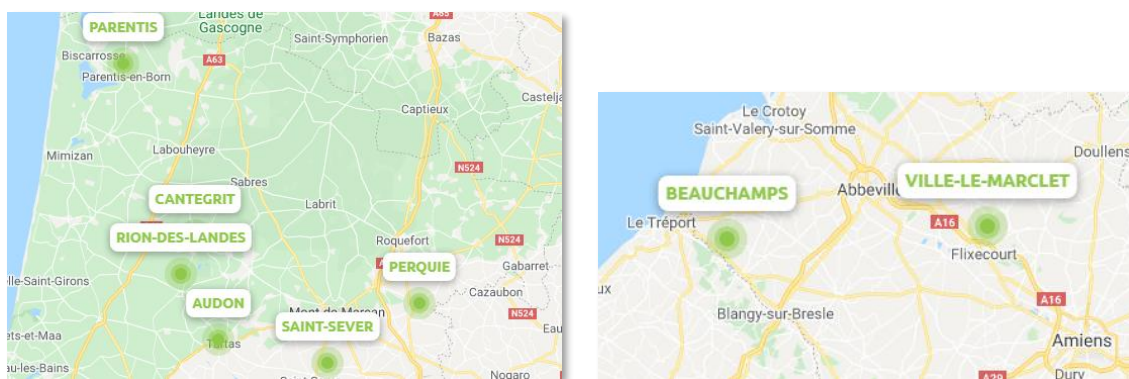 PARENTIS
Landes de
Gascogne
A65
Saint-Symphorien
Bazas
Biscarrosse
A63
Parentis-en-Born
Captieux
Castelja
Mimizan
Labouheyre
N524
Sabres
CANTEGRIT
Labrit
RION-DES-LANDES
Roquefort
N524
PERQUIE
Gabarret
lle-Saint-Girons
Cazaubon
AUDON
Mont-de-Marsan
N524
SAINT-SEVER
Eau
ets-et-Maa
Tartas
au-les-Bains
Nogaro
Le Crotoy
Saint-Valery-sur-Somme
Doullens
BEAUCHAMPS
Abbeville
VILLE-LE-MARCLET
Le Tréport
A16
Flixecourt
ux
A16
Blangy-sur-Bresle
Amiens
A29
Dury